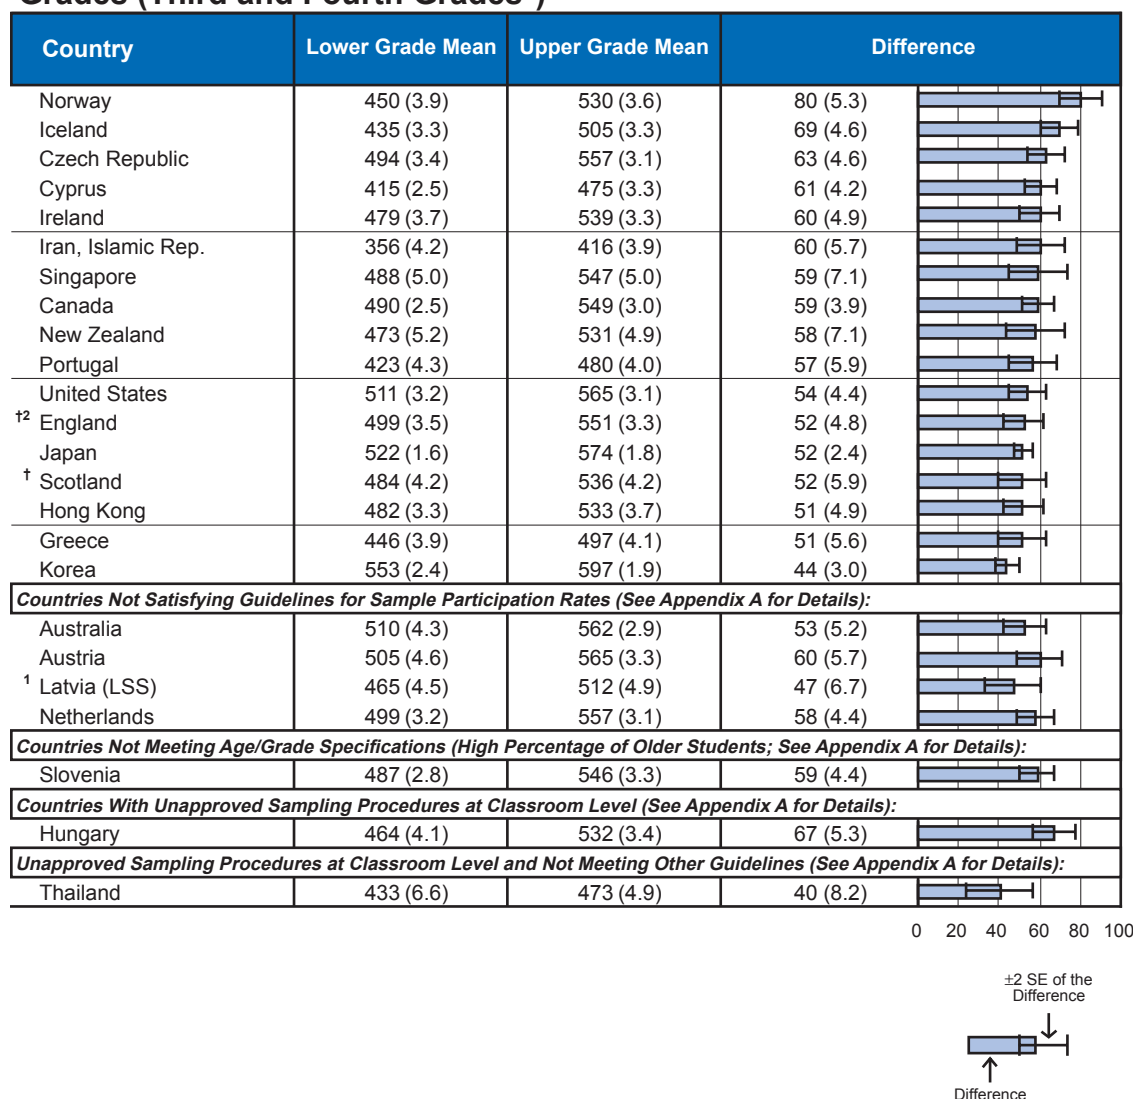 Grades (Third and Fourth Grades*)
Country Lower Grade Mean Upper Grade Mean Difference
Norway 450 (3.9) 530 (3.6) 80 (5.3)
Iceland 435 (3.3) 505 (3.3) 69 (4.6)
Czech Republic 494 (3.4) 557 (3.1) 63 (4.6)
Cyprus 415 (2.5) 475 (3.3) 61 (4.2)
Ireland 479 (3.7) 539 (3.3) 60 (4.9)
Iran, Islamic Rep. 356 (4.2) 416 (3.9) 60 (5.7)
Singapore 488 (5.0) 547 (5.0) 59 (7.1)
Canada 490 (2.5) 549 (3.0) 59 (3.9)
New Zealand 473 (5.2) 531 (4.9) 58 (7.1)
Portugal 423 (4.3) 480 (4.0) 57 (5.9)
United States 511 (3.2) 565 (3.1) 54 (4.4)
†2 England 499 (3.5) 551 (3.3) 52 (4.8)
Japan 522 (1.6) 574 (1.8) 52 (2.4)
† Scotland 484 (4.2) 536 (4.2) 52 (5.9)
Hong Kong 482 (3.3) 533 (3.7) 51 (4.9)
Greece 446 (3.9) 497 (4.1) 51 (5.6)
Korea 553 (2.4) 597 (1.9) 44 (3.0)
Countries Not Satisfying Guidelines for Sample Participation Rates (See Appendix A for Details):
Australia 510 (4.3) 562 (2.9) 53 (5.2)
Austria 505 (4.6) 565 (3.3) 60 (5.7)
1 Latvia (LSS) 465 (4.5) 512 (4.9) 47 (6.7)
Netherlands 499 (3.2) 557 (3.1) 58 (4.4)
Countries Not Meeting Age/Grade Specifications (High Percentage of Older Students; See Appendix A for Details):
Slovenia 487 (2.8) 546 (3.3) 59 (4.4)
Countries With Unapproved Sampling Procedures at Classroom Level (See Appendix A for Details):
Hungary 464 (4.1) 532 (3.4) 67 (5.3)
Unapproved Sampling Procedures at Classroom Level and Not Meeting Other Guidelines (See Appendix A for Details):
Thailand 433 (6.6) 473 (4.9) 40 (8.2)
0 20 40 60 80 100
±2 SE of the
Difference
Difference